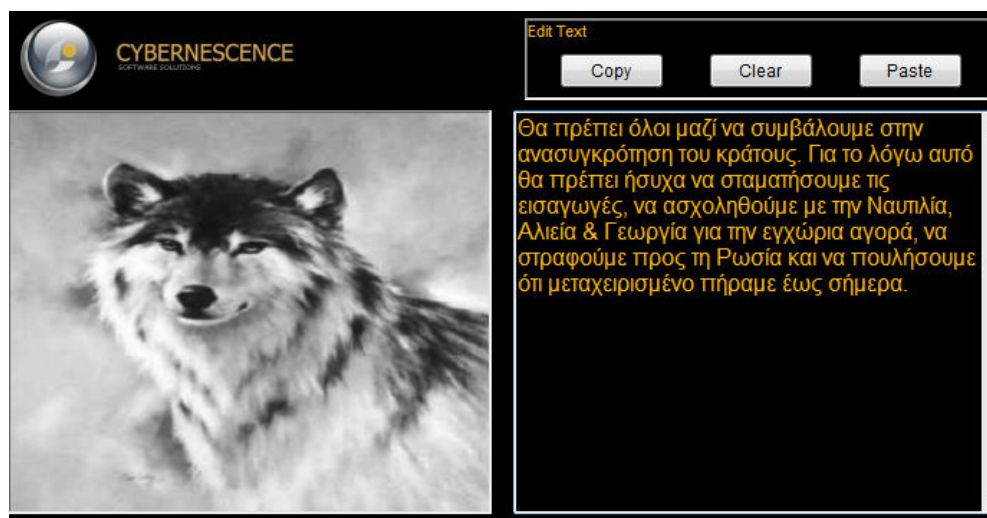 CYBERNESCENCE
SOFTWARE SOLUTIONS
Edit Text
Copy
Clear
Paste
Θα πρέπει όλοι μαζί να συμβάλουμε στην
ανασυγκρότηση του κράτους. Για το λόγω αυτό
θα πρέπει ήσυχα να σταματήσουμε τις
εισαγωγές, να ασχοληθούμε με την Ναυτιλία,
Αλιεία & Γεωργία για την εγχώρια αγορά, να
στραφούμε προς τη Ρωσία και να πουλήσουμε
ότι μεταχειρισμένο πήραμε έως σήμερα.